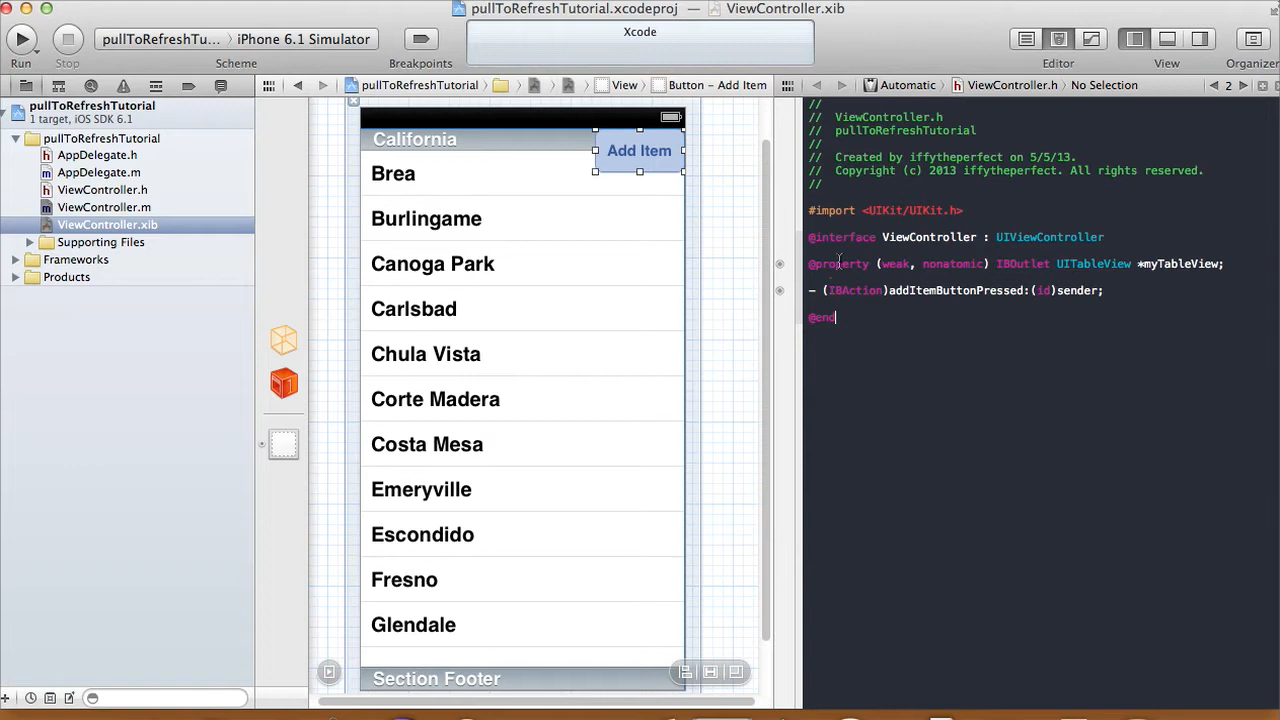 pullToRefreshTutorial.xcodeproj — ViewController.xib
pullToRefreshTu... iPhone 6.1 Simulator
Xcode
Run
Stop
Scheme
Breakpoints
Editor
View
Organizer
pullToRefreshTutorial
View
Button - Add Item
Automatic
ViewController.h
No Selection
2
pullToRefreshTutorial
1 target, iOS SDK 6.1
pullToRefreshTutorial
AppDelegate.h
AppDelegate.m
ViewController.h
ViewController.m
ViewController.xib
Supporting Files
Frameworks
Products
California
Add Item
Brea
Burlingame
Canoga Park
Carlsbad
Chula Vista
Corte Madera
Costa Mesa
Emeryville
Escondido
Fresno
Glendale
Section Footer
//
// ViewController.h
// pullToRefreshTutorial
//
// Created by iffytheperfect on 5/5/13.
// Copyright (c) 2013 iffytheperfect. All rights reserved.
//
#import <UIKit/UIKit.h>
@interface ViewController : UIViewController
@property (weak, nonatomic) IBOutlet UITableView *myTableView;
- (IBAction)addItemButtonPressed:(id)sender;
@end